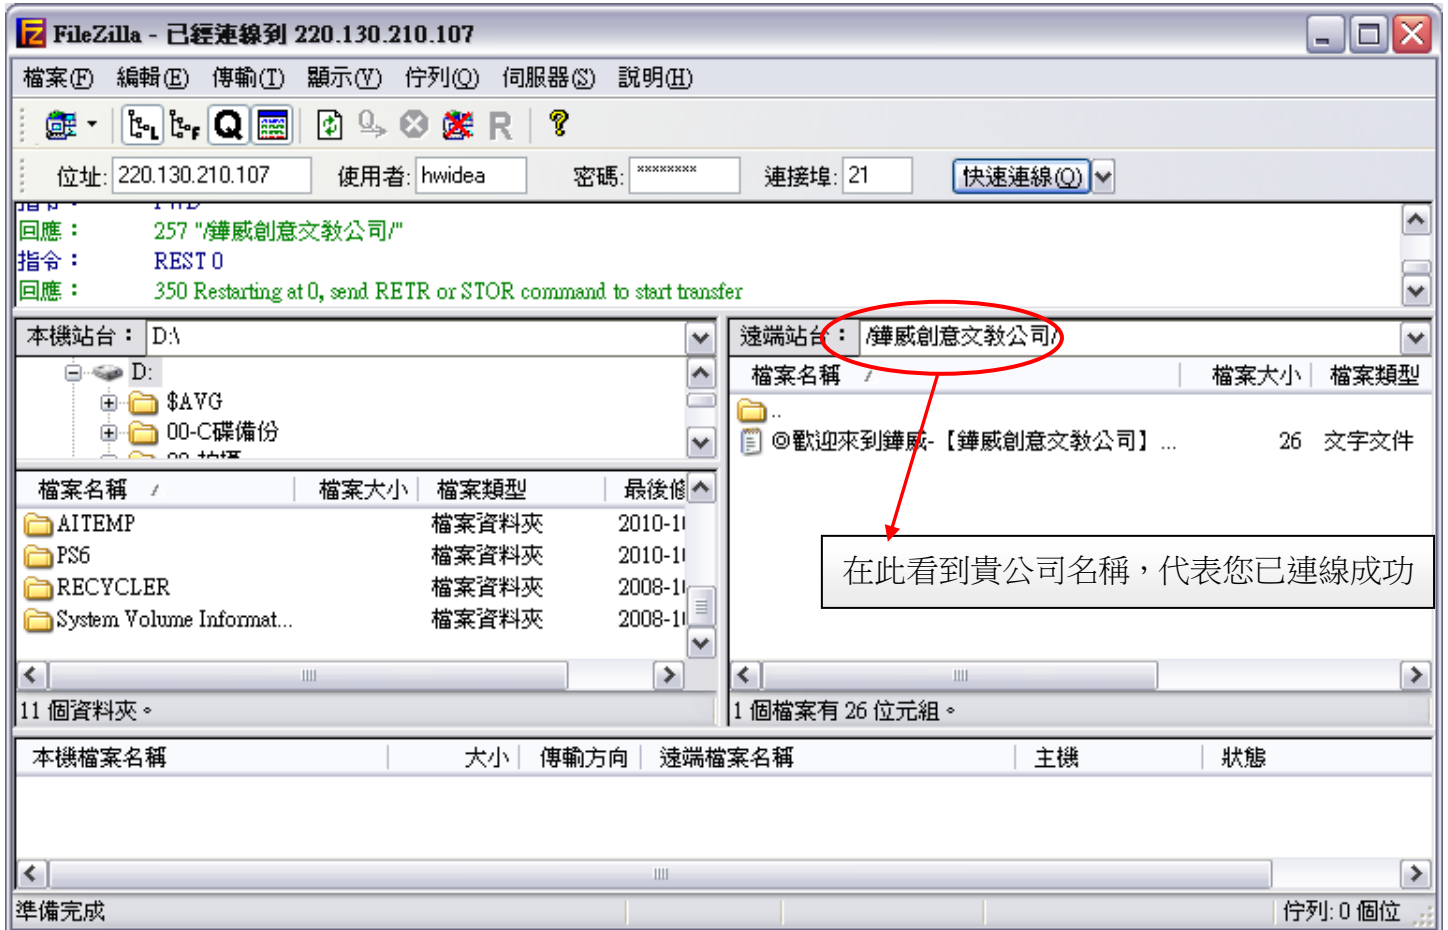 FileZilla - 已經連線到 220.130.210.107
檔案(F) 編輯(E) 傳輸(T) 顯示(V) 佇列(Q) 伺服器(S) 說明(H)
位址: 220.130.210.107 使用者: hwidea 密碼: ******** 連接埠: 21 快速連線(Q)
指令： PWD
回應： 257 "/鏵威創意文教公司/"
指令： REST 0
回應： 350 Restarting at 0, send RETR or STOR command to start transfer
本機站台： D:\
D:
$AVG
00-C碟備份
檔案名稱 / 檔案大小 檔案類型 最後修
AITEMP 檔案資料夾 2010-1
PS6 檔案資料夾 2010-1
RECYCLER 檔案資料夾 2008-1
System Volume Informat... 檔案資料夾 2008-1
11 個資料夾。
遠端站台： /鏵威創意文教公司/
檔案名稱 / 檔案大小 檔案類型
..
◎歡迎來到鏵威-【鏵威創意文教公司】... 26 文字文件
在此看到貴公司名稱，代表您已連線成功
1 個檔案有 26 位元組。
本機檔案名稱 大小 傳輸方向 遠端檔案名稱 主機 狀態
準備完成 佇列: 0 個位